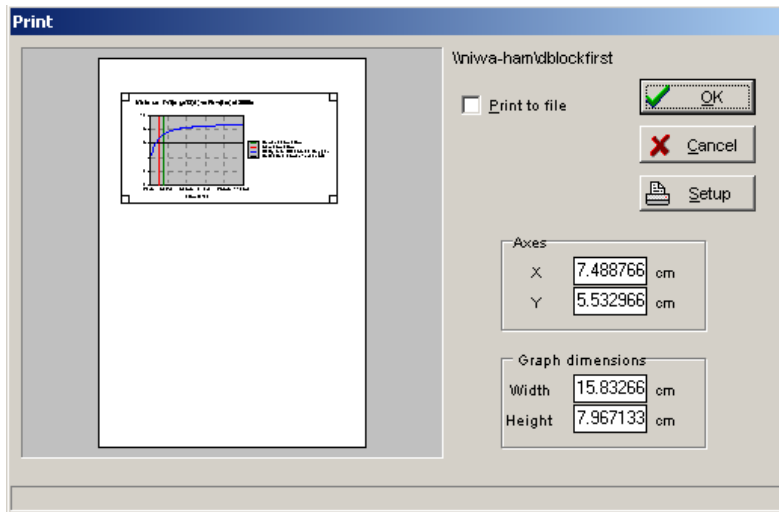 Print
\\niwa-ham\dblockfirst
Print to file
OK
Cancel
Setup
Axes
X 7.488766 cm
Y 5.532966 cm
Graph dimensions
Width 15.83266 cm
Height 7.967133 cm